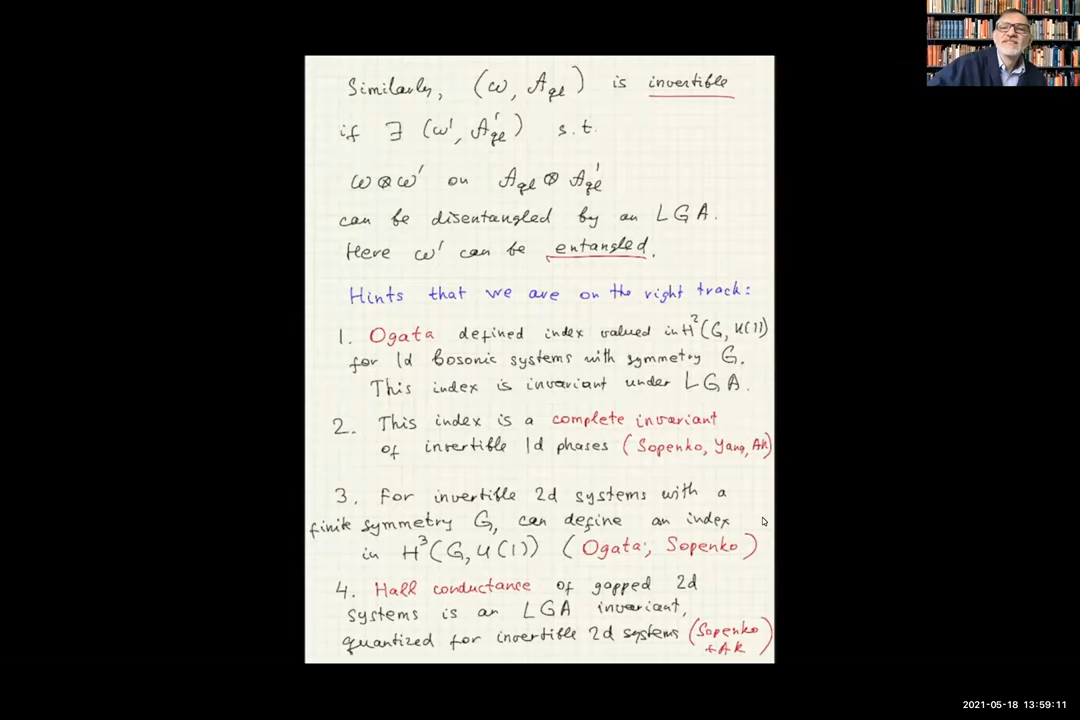 Similarly, (ω, 𝒜_qℓ) is invertible
if ∃ (ω', 𝒜'_qℓ) s.t.
ω⊗ω' on 𝒜_qℓ ⊗ 𝒜'_qℓ
can be disentangled by an LGA.
Here ω' can be entangled.
Hints that we are on the right track:
1. Ogata defined index valued in H²(G, U(1))
for 1d bosonic systems with symmetry G.
This index is invariant under LGA.
2. This index is a complete invariant
of invertible 1d phases (Sopenko, Yang, AK)
3. For invertible 2d systems with a
finite symmetry G, can define an index
in H³(G, U(1)) (Ogata; Sopenko)
4. Hall conductance of gapped 2d
systems is an LGA invariant,
quantized for invertible 2d systems (Sopenko
+AK)
2021-05-18 13:59:11